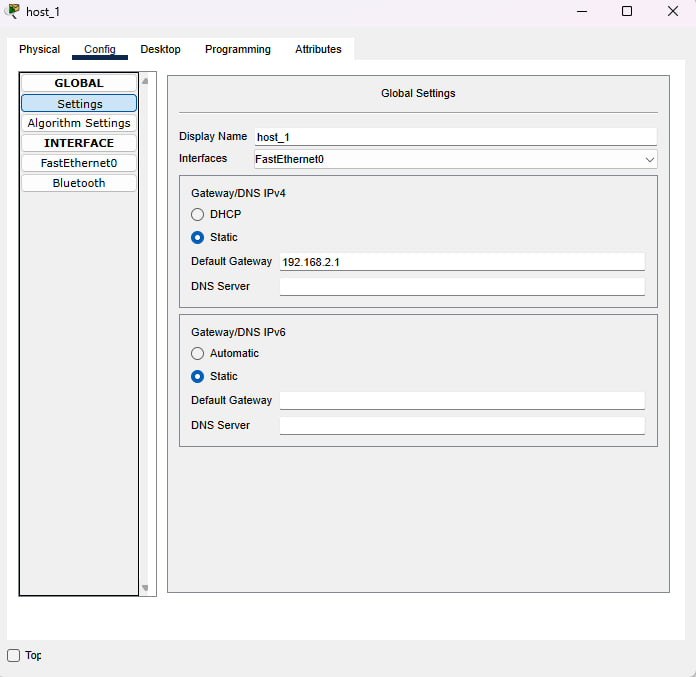 host_1
Physical Config Desktop Programming Attributes
GLOBAL
Settings
Algorithm Settings
INTERFACE
FastEthernet0
Bluetooth
Global Settings
Display Name host_1
Interfaces FastEthernet0
Gateway/DNS IPv4
DHCP
Static
Default Gateway 192.168.2.1
DNS Server
Gateway/DNS IPv6
Automatic
Static
Default Gateway
DNS Server
Top